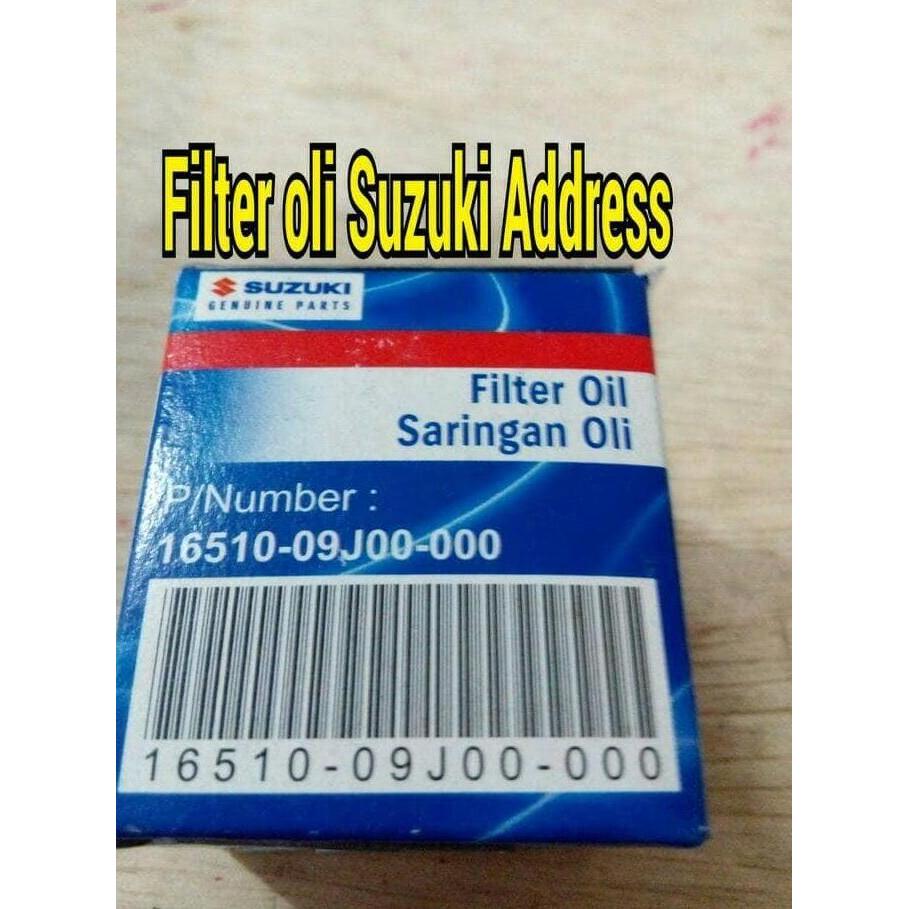 Filter oli Suzuki Address
SUZUKI
GENUINE PARTS
Filter Oil
Saringan Oli
P/Number :
16510-09J00-000
16510-09J00-000